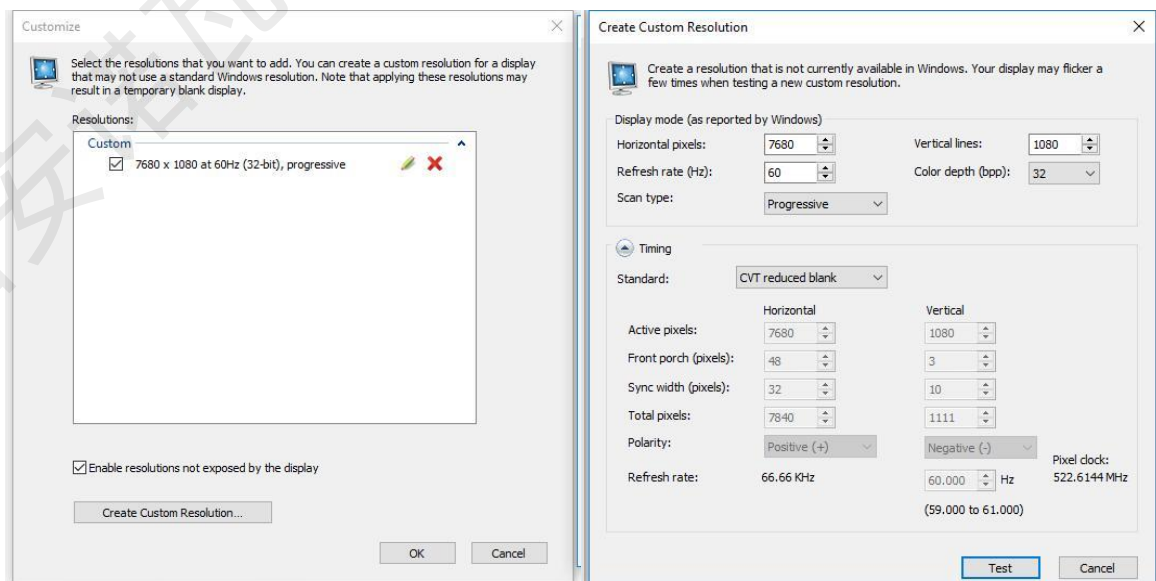 Customize
Select the resolutions that you want to add. You can create a custom resolution for a display
that may not use a standard Windows resolution. Note that applying these resolutions may
result in a temporary blank display.
Resolutions:
Custom
7680 x 1080 at 60Hz (32-bit), progressive
Enable resolutions not exposed by the display
Create Custom Resolution...
OK Cancel
Create Custom Resolution
Create a resolution that is not currently available in Windows. Your display may flicker a
few times when testing a new custom resolution.
Display mode (as reported by Windows)
Horizontal pixels: 7680 Vertical lines: 1080
Refresh rate (Hz): 60 Color depth (bpp): 32
Scan type: Progressive
Timing
Standard: CVT reduced blank
Horizontal Vertical
Active pixels: 7680 1080
Front porch (pixels): 48 3
Sync width (pixels): 32 10
Total pixels: 7840 1111
Polarity: Positive (+) Negative (-)
Pixel clock:
Refresh rate: 66.66 KHz 60.000 Hz 522.6144 MHz
(59.000 to 61.000)
Test Cancel
安诺